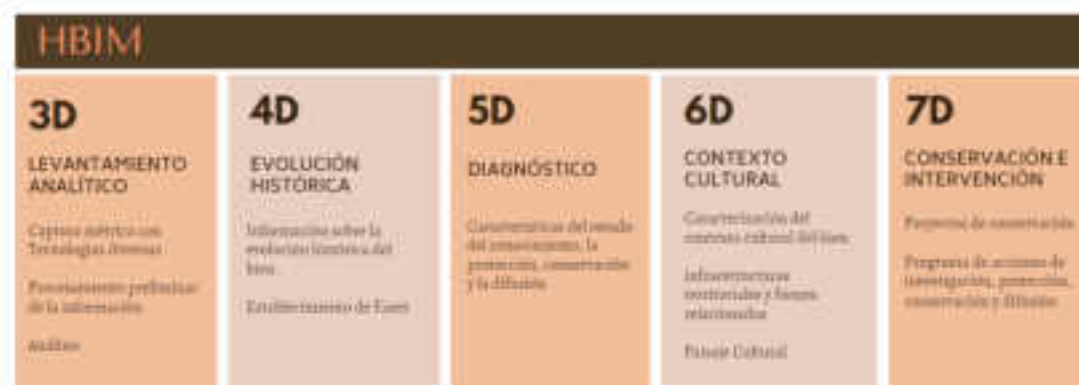 HBIM
3D
LEVANTAMIENTO
ANALÍTICO
Captura métrica con
Tecnologías diversas
Procesamiento preliminar
de la información
Análisis
4D
EVOLUCIÓN
HISTÓRICA
Información sobre la
evolución histórica del
bien.
Establecimiento de Fases
5D
DIAGNÓSTICO
Características del estado
del conocimiento, la
protección, conservación
y la difusión
6D
CONTEXTO
CULTURAL
Caracterización del
contexto cultural del bien
Infraestructuras
territoriales y bienes
relacionados
Paisaje Cultural
7D
CONSERVACIÓN E
INTERVENCIÓN
Proyectos de conservación
Programa de acciones de
investigación, protección,
conservación y difusión